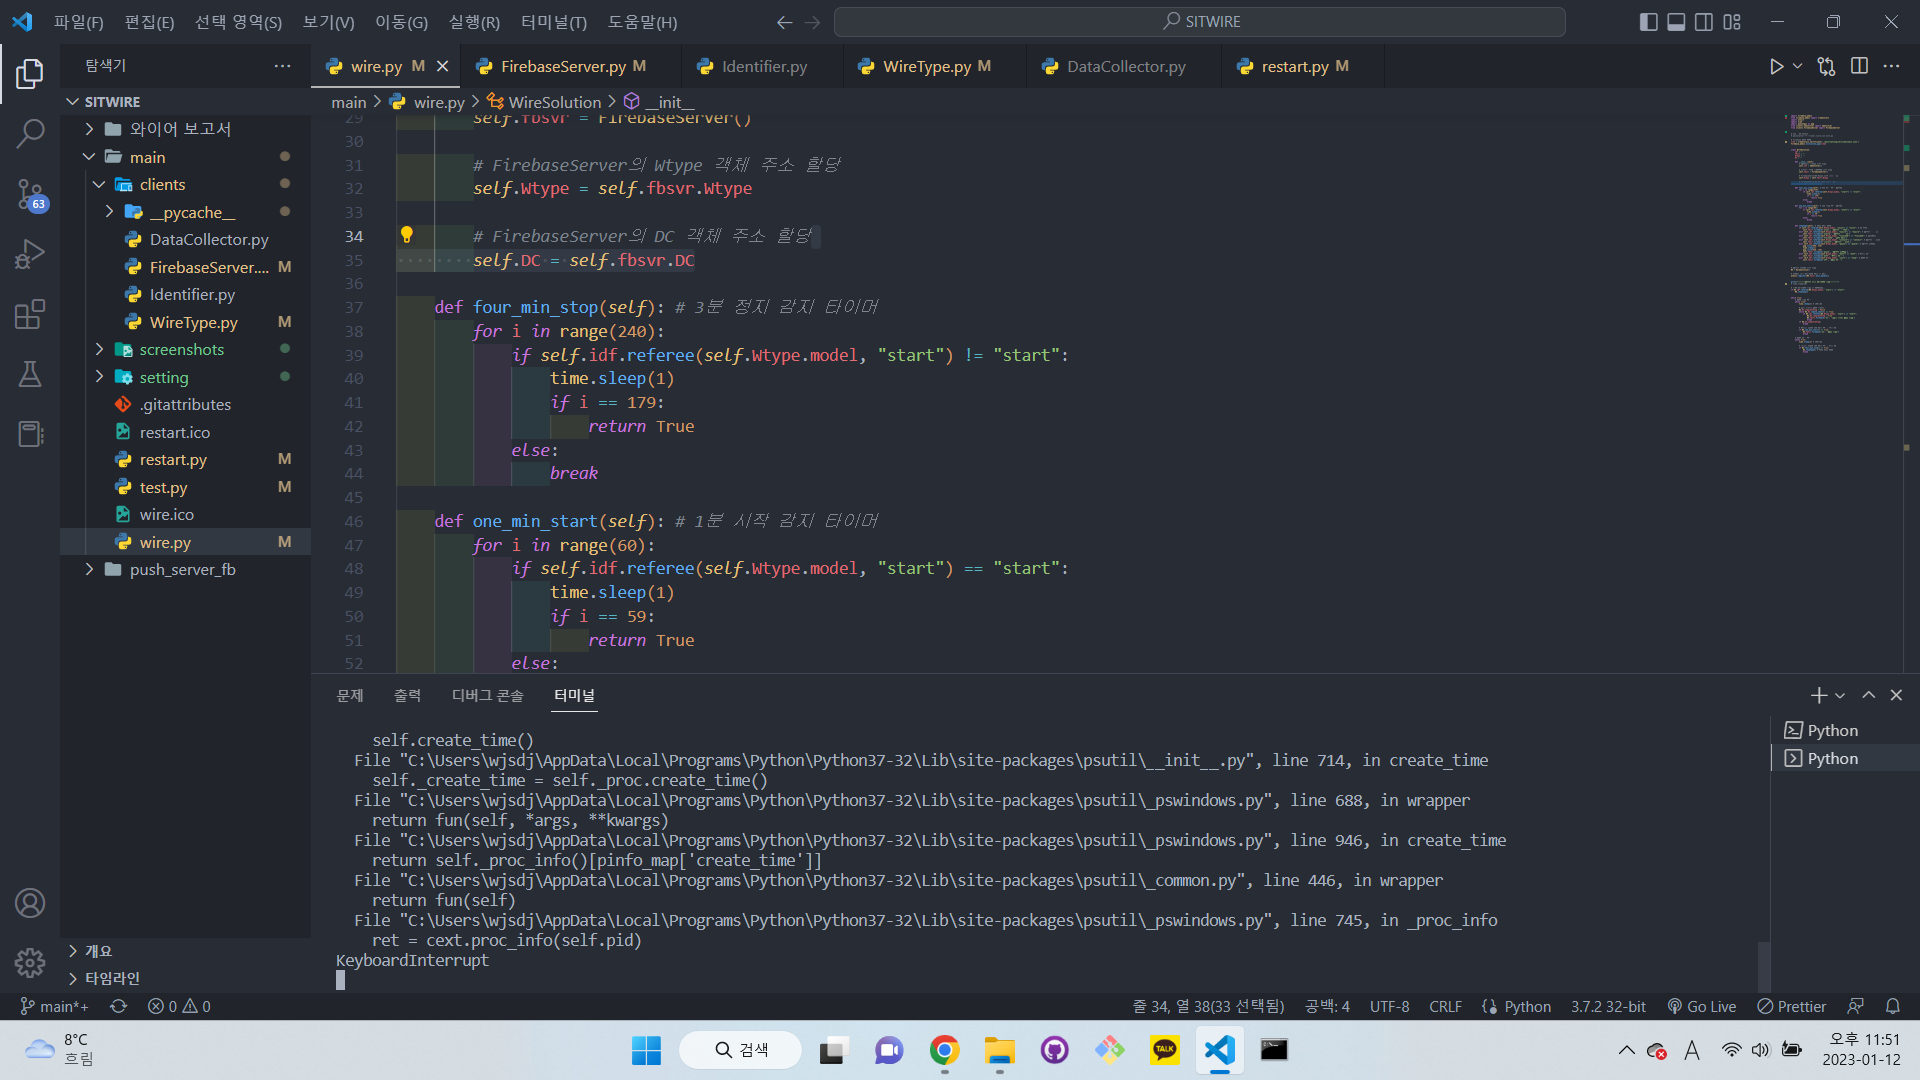 파일(F) 편집(E) 선택 영역(S) 보기(V) 이동(G) 실행(R) 터미널(T) 도움말(H) SITWIRE
탐색기
wire.py M FirebaseServer.py M Identifier.py WireType.py M DataCollector.py restart.py M
main > wire.py > WireSolution > __init__
SITWIRE
와이어 보고서
main
clients
__pycache__
DataCollector.py
FirebaseServer.... M
Identifier.py
WireType.py M
screenshots
setting
.gitattributes
restart.ico
restart.py M
test.py M
wire.ico
wire.py M
push_server_fb
63
개요
타임라인
29 self.fbsvr = FirebaseServer()
30
31 # FirebaseServer의 Wtype 객체 주소 할당
32 self.Wtype = self.fbsvr.Wtype
33
34 # FirebaseServer의 DC 객체 주소 할당
35 self.DC = self.fbsvr.DC
36
37 def four_min_stop(self): # 3분 정지 감지 타이머
38 for i in range(240):
39 if self.idf.referee(self.Wtype.model, "start") != "start":
40 time.sleep(1)
41 if i == 179:
42 return True
43 else:
44 break
45
46 def one_min_start(self): # 1분 시작 감지 타이머
47 for i in range(60):
48 if self.idf.referee(self.Wtype.model, "start") == "start":
49 time.sleep(1)
50 if i == 59:
51 return True
52 else:
문제 출력 디버그 콘솔 터미널
self.create_time()
File "C:\Users\wjsdj\AppData\Local\Programs\Python\Python37-32\Lib\site-packages\psutil\__init__.py", line 714, in create_time
self._create_time = self._proc.create_time()
File "C:\Users\wjsdj\AppData\Local\Programs\Python\Python37-32\Lib\site-packages\psutil\_pswindows.py", line 688, in wrapper
return fun(self, *args, **kwargs)
File "C:\Users\wjsdj\AppData\Local\Programs\Python\Python37-32\Lib\site-packages\psutil\_pswindows.py", line 946, in create_time
return self._proc_info()[pinfo_map['create_time']]
File "C:\Users\wjsdj\AppData\Local\Programs\Python\Python37-32\Lib\site-packages\psutil\_common.py", line 446, in wrapper
return fun(self)
File "C:\Users\wjsdj\AppData\Local\Programs\Python\Python37-32\Lib\site-packages\psutil\_pswindows.py", line 745, in _proc_info
ret = cext.proc_info(self.pid)
KeyboardInterrupt
Python
Python
main*+ 0 0 줄 34, 열 38(33 선택됨) 공백: 4 UTF-8 CRLF Python 3.7.2 32-bit Go Live Prettier
8°C
흐림
검색
TALK
A
오후 11:51
2023-01-12